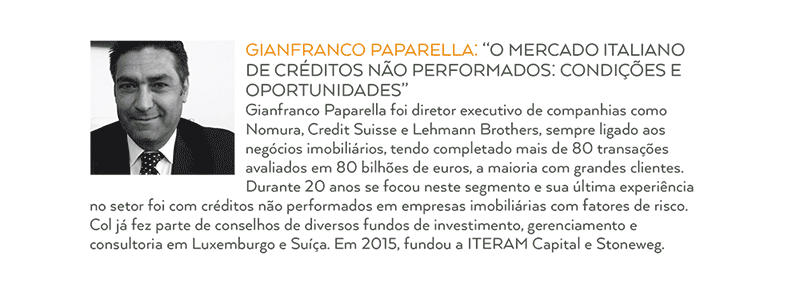 GIANFRANCO PAPARELLA: “O MERCADO ITALIANO
DE CRÉDITOS NÃO PERFORMADOS: CONDIÇÕES E
OPORTUNIDADES”
Gianfranco Paparella foi diretor executivo de companhias como
Nomura, Credit Suisse e Lehmann Brothers, sempre ligado aos
negócios imobiliários, tendo completado mais de 80 transações
avaliados em 80 bilhões de euros, a maioria com grandes clientes.
Durante 20 anos se focou neste segmento e sua última experiência
no setor foi com créditos não performados em empresas imobiliárias com fatores de risco.
Col já fez parte de conselhos de diversos fundos de investimento, gerenciamento e
consultoria em Luxemburgo e Suíça. Em 2015, fundou a ITERAM Capital e Stoneweg.